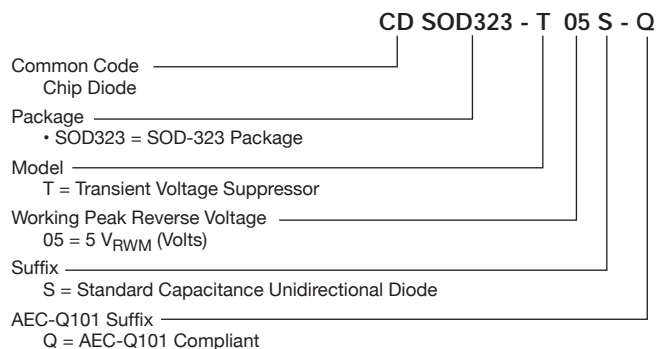 CD SOD323 - T 05 S - Q
Common Code
Chip Diode
Package
• SOD323 = SOD-323 Package
Model
T = Transient Voltage Suppressor
Working Peak Reverse Voltage
05 = 5 VRWM (Volts)
Suffix
S = Standard Capacitance Unidirectional Diode
AEC-Q101 Suffix
Q = AEC-Q101 Compliant